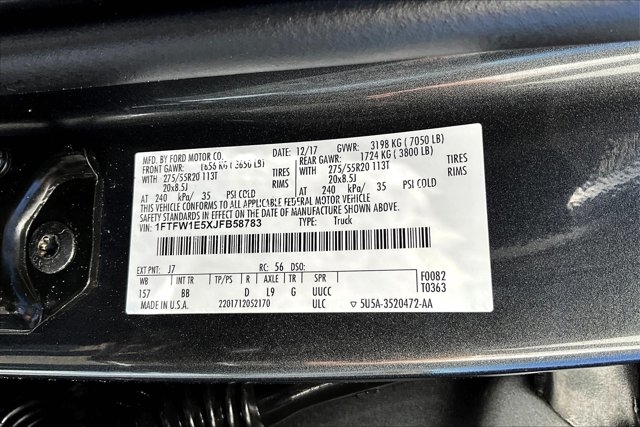 MFD. BY FORD MOTOR CO. DATE: 12/17 GVWR: 3198 KG ( 7050 LB)
FRONT GAWR: 1656 KG ( 3650 LB) REAR GAWR: 1724 KG ( 3800 LB)
WITH 275/55R20 113T TIRES WITH 275/55R20 113T TIRES
20x8.5J RIMS 20x8.5J RIMS
AT 240 kPa/ 35 PSI COLD AT 240 kPa/ 35 PSI COLD
THIS VEHICLE CONFORMS TO ALL APPLICABLE FEDERAL MOTOR VEHICLE
SAFETY STANDARDS IN EFFECT ON THE DATE OF MANUFACTURE SHOWN ABOVE.
VIN: 1FTFW1E5XJFB58783 TYPE: Truck
EXT PNT: J7 RC: 56 DSO:
WB INT TR TP/PS R AXLE TR SPR F0082
157 BB D L9 G UUCC T0363
MADE IN U.S.A. 2201712052170 ULC ▽ 5U5A-3520472-AA